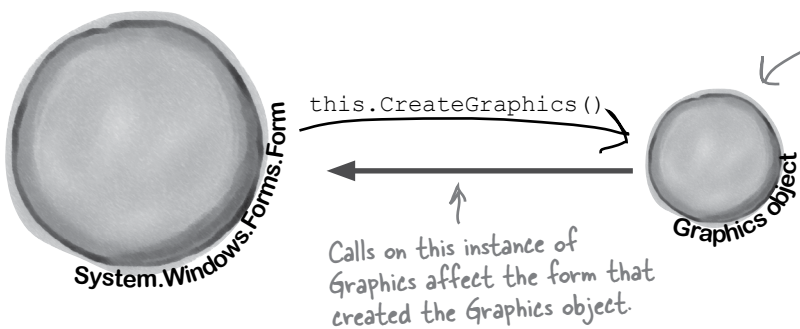 this.CreateGraphics()
System.Windows.Forms.Form
Graphics object
Calls on this instance of
Graphics affect the form that
created the Graphics object.